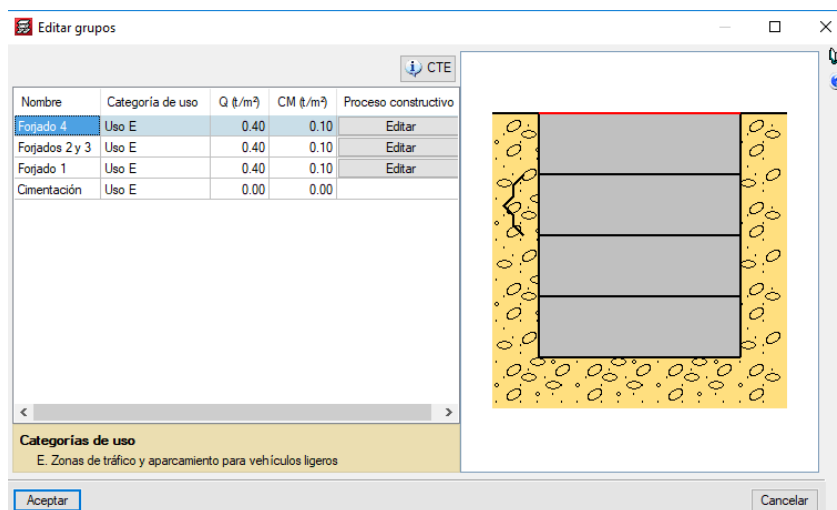 Editar grupos
CTE
Nombre Categoría de uso Q (t/m²) CM (t/m²) Proceso constructivo
Forjado 4 Uso E 0.40 0.10 Editar
Forjados 2 y 3 Uso E 0.40 0.10 Editar
Forjado 1 Uso E 0.40 0.10 Editar
Cimentación Uso E 0.00 0.00
Categorías de uso
E. Zonas de tráfico y aparcamiento para vehículos ligeros
Aceptar Cancelar